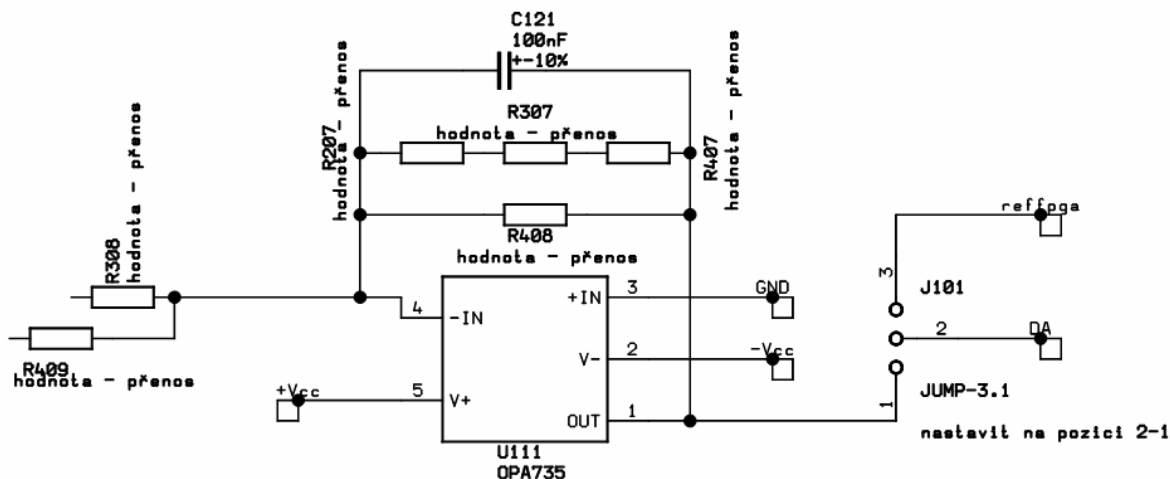 C121
100nF
+-10%
R307
hodnota - přenos
R207
hodnota - přenos
R407
hodnota - přenos
R408
hodnota - přenos
R308
hodnota - přenos
R409
hodnota - přenos
4
-IN
+IN
3
GND
V-
2
-Vcc
+Vcc
5
V+
OUT
1
U111
OPA735
reffpga
3
J101
2
DA
1
JUMP-3.1
nastavit na pozici 2-1